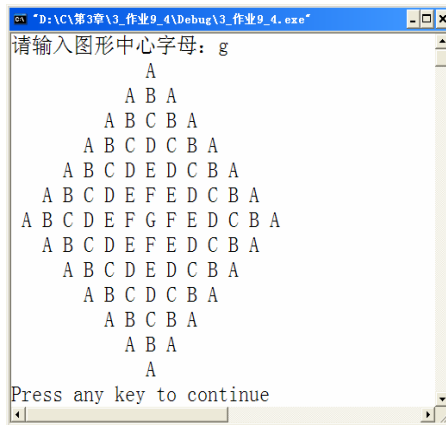 "D:\C\第3章\3_作业9_4\Debug\3_作业9_4.exe"
请输入图形中心字母：g
A
A B A
A B C B A
A B C D C B A
A B C D E D C B A
A B C D E F E D C B A
A B C D E F G F E D C B A
A B C D E F E D C B A
A B C D E D C B A
A B C D C B A
A B C B A
A B A
A
Press any key to continue